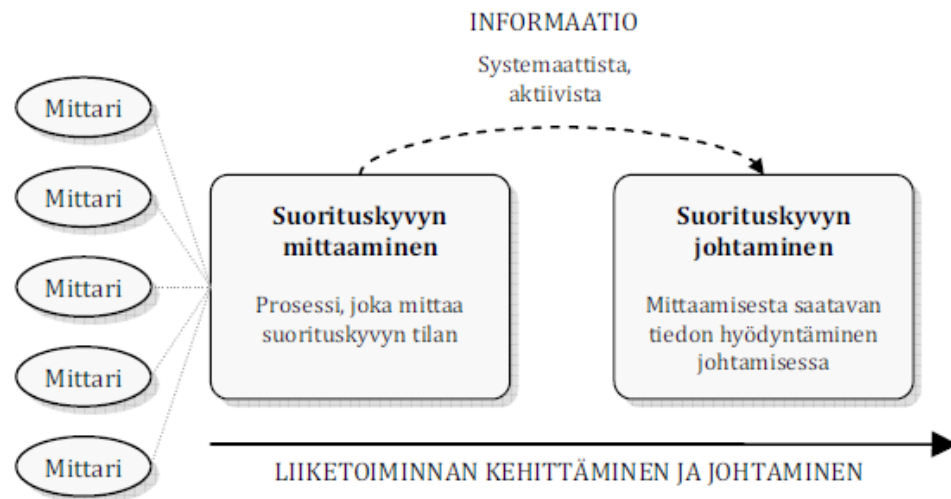 INFORMAATIO
Systemaattista,
aktiivista
Mittari
Mittari
Mittari
Mittari
Mittari
Suorituskyvyn
mittaaminen
Prosessi, joka mittaa
suorituskyvyn tilan
Suorituskyvyn
johtaminen
Mittaamisesta saatavan
tiedon hyödyntäminen
johtamisessa
LIIKETOIMINNAN KEHITTÄMINEN JA JOHTAMINEN